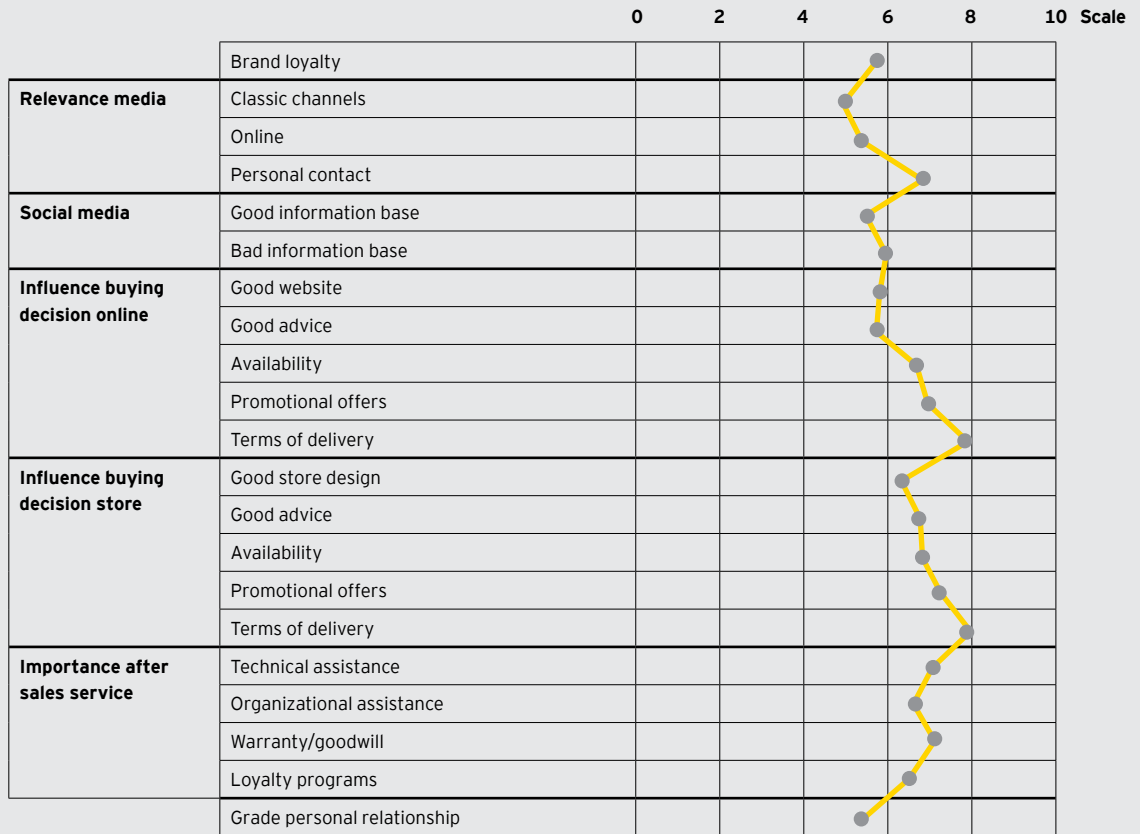 0 2 4 6 8 10 Scale
Brand loyalty
Relevance media
Classic channels
Online
Personal contact
Social media
Good information base
Bad information base
Influence buying
decision online
Good website
Good advice
Availability
Promotional offers
Terms of delivery
Influence buying
decision store
Good store design
Good advice
Availability
Promotional offers
Terms of delivery
Importance after
sales service
Technical assistance
Organizational assistance
Warranty/goodwill
Loyalty programs
Grade personal relationship